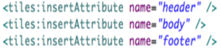 <tiles:insertAttribute name="header" />
<tiles:insertAttribute name="body" />
<tiles:insertAttribute name="footer" />